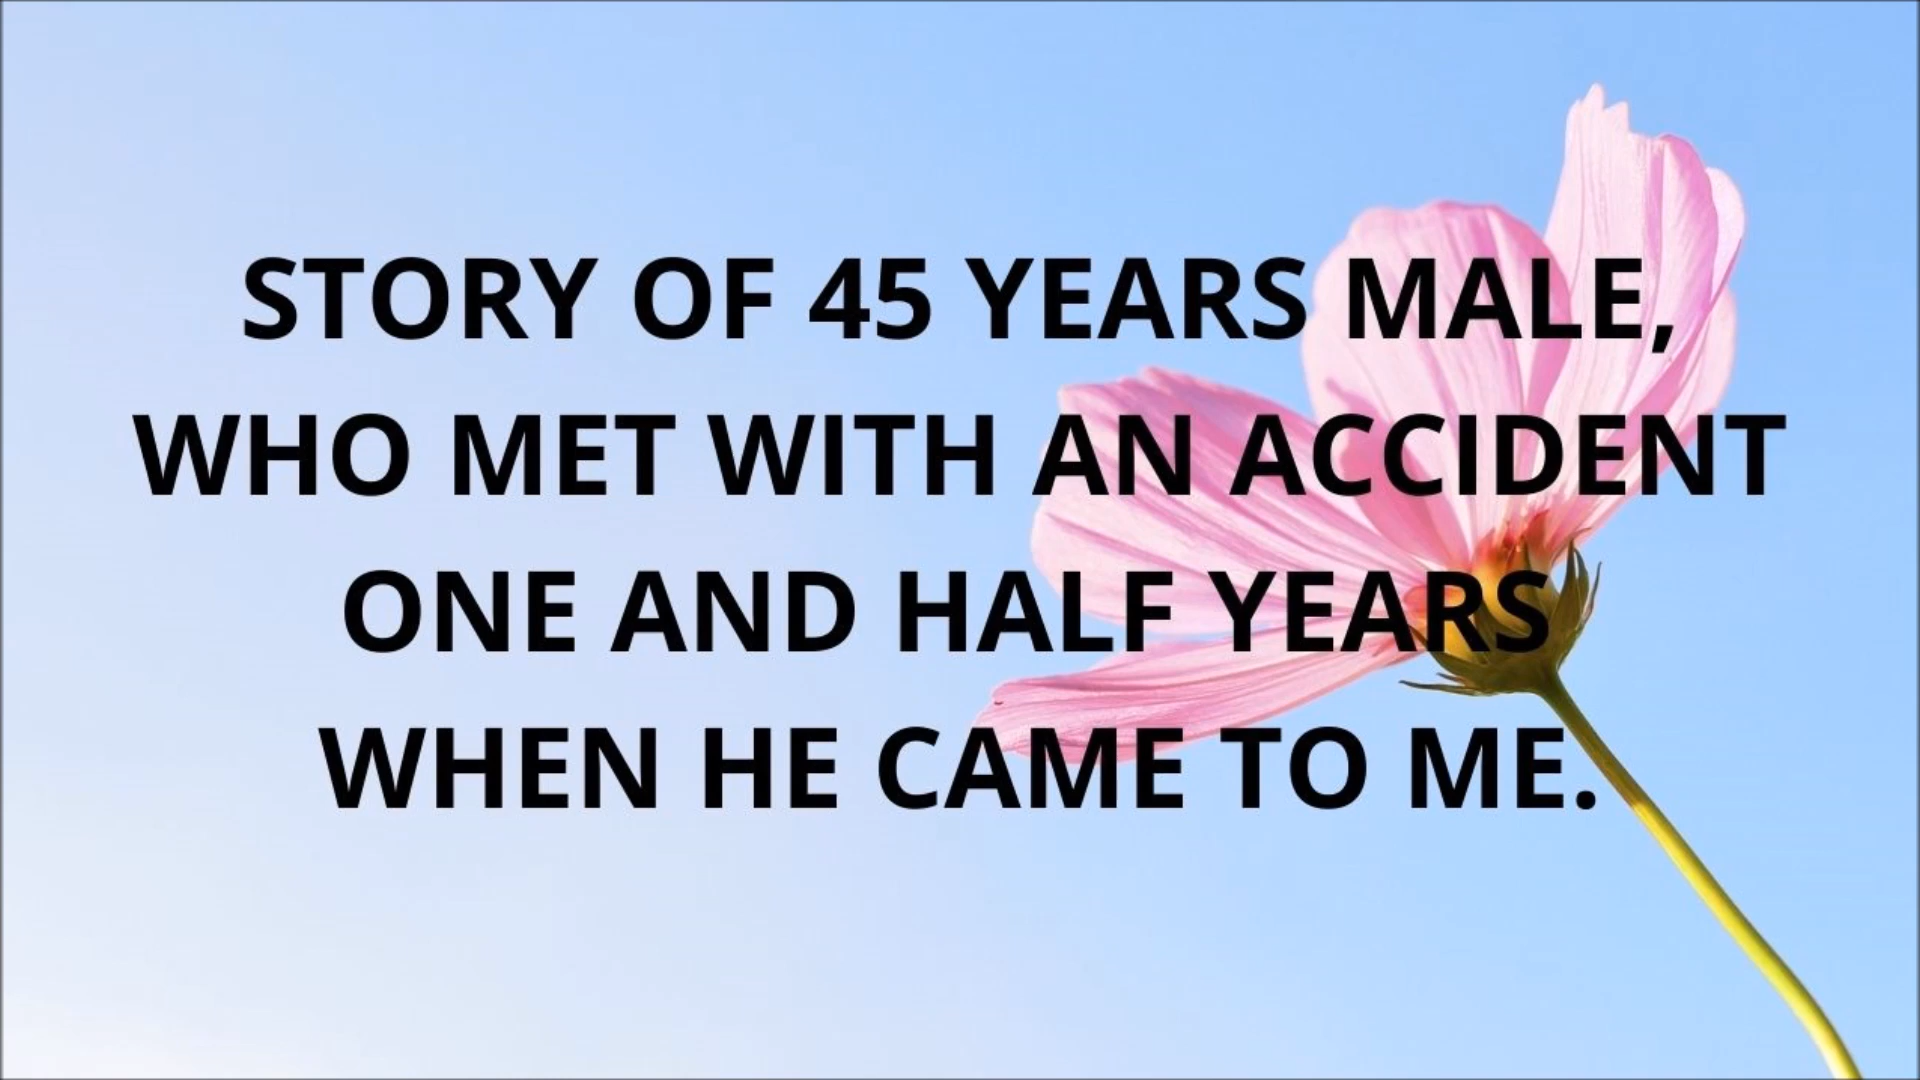 STORY OF 45 YEARS MALE,
WHO MET WITH AN ACCIDENT
ONE AND HALF YEARS
WHEN HE CAME TO ME.